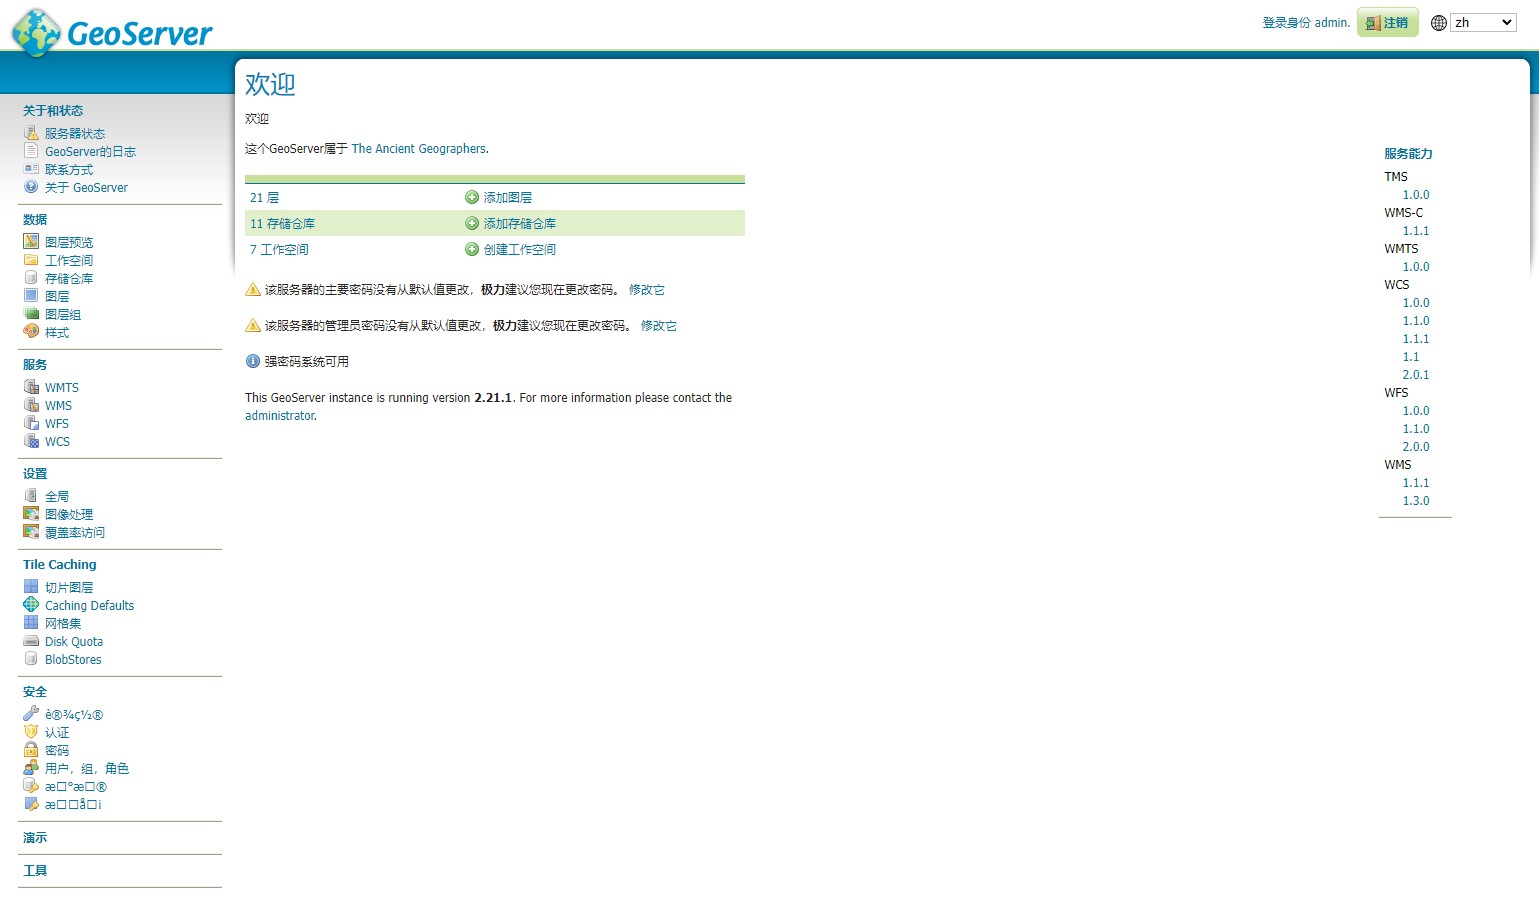 GeoServer
登录身份 admin.
注销
zh
关于和状态
服务器状态
GeoServer的日志
联系方式
关于 GeoServer
数据
图层预览
工作空间
存储仓库
图层
图层组
样式
服务
WMTS
WMS
WFS
WCS
设置
全局
图像处理
覆盖率访问
Tile Caching
切片图层
Caching Defaults
网格集
Disk Quota
BlobStores
安全
è®¾ç½®
认证
密码
用户，组，角色
æ□°æ□®
æ□□å□¡
演示
工具
欢迎
欢迎
这个GeoServer属于 The Ancient Geographers.
21 层 添加图层
11 存储仓库 添加存储仓库
7 工作空间 创建工作空间
该服务器的主要密码没有从默认值更改，极力建议您现在更改密码。 修改它
该服务器的管理员密码没有从默认值更改，极力建议您现在更改密码。 修改它
强密码系统可用
This GeoServer instance is running version 2.21.1. For more information please contact the
administrator.
服务能力
TMS
1.0.0
WMS-C
1.1.1
WMTS
1.0.0
WCS
1.0.0
1.1.0
1.1.1
1.1
2.0.1
WFS
1.0.0
1.1.0
2.0.0
WMS
1.1.1
1.3.0